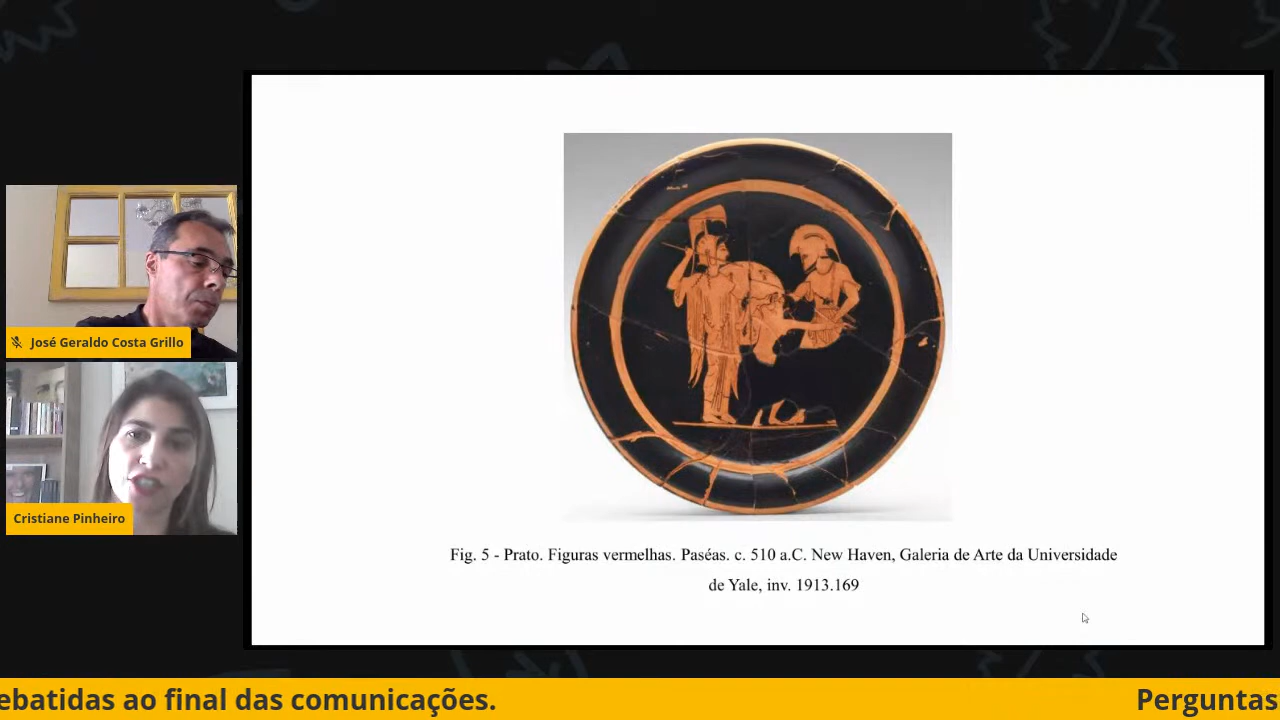 José Geraldo Costa Grillo
Cristiane Pinheiro
Fig. 5 - Prato. Figuras vermelhas. Paséas. c. 510 a.C. New Haven, Galeria de Arte da Universidade
de Yale, inv. 1913.169
ebatidas ao final das comunicações. Perguntas